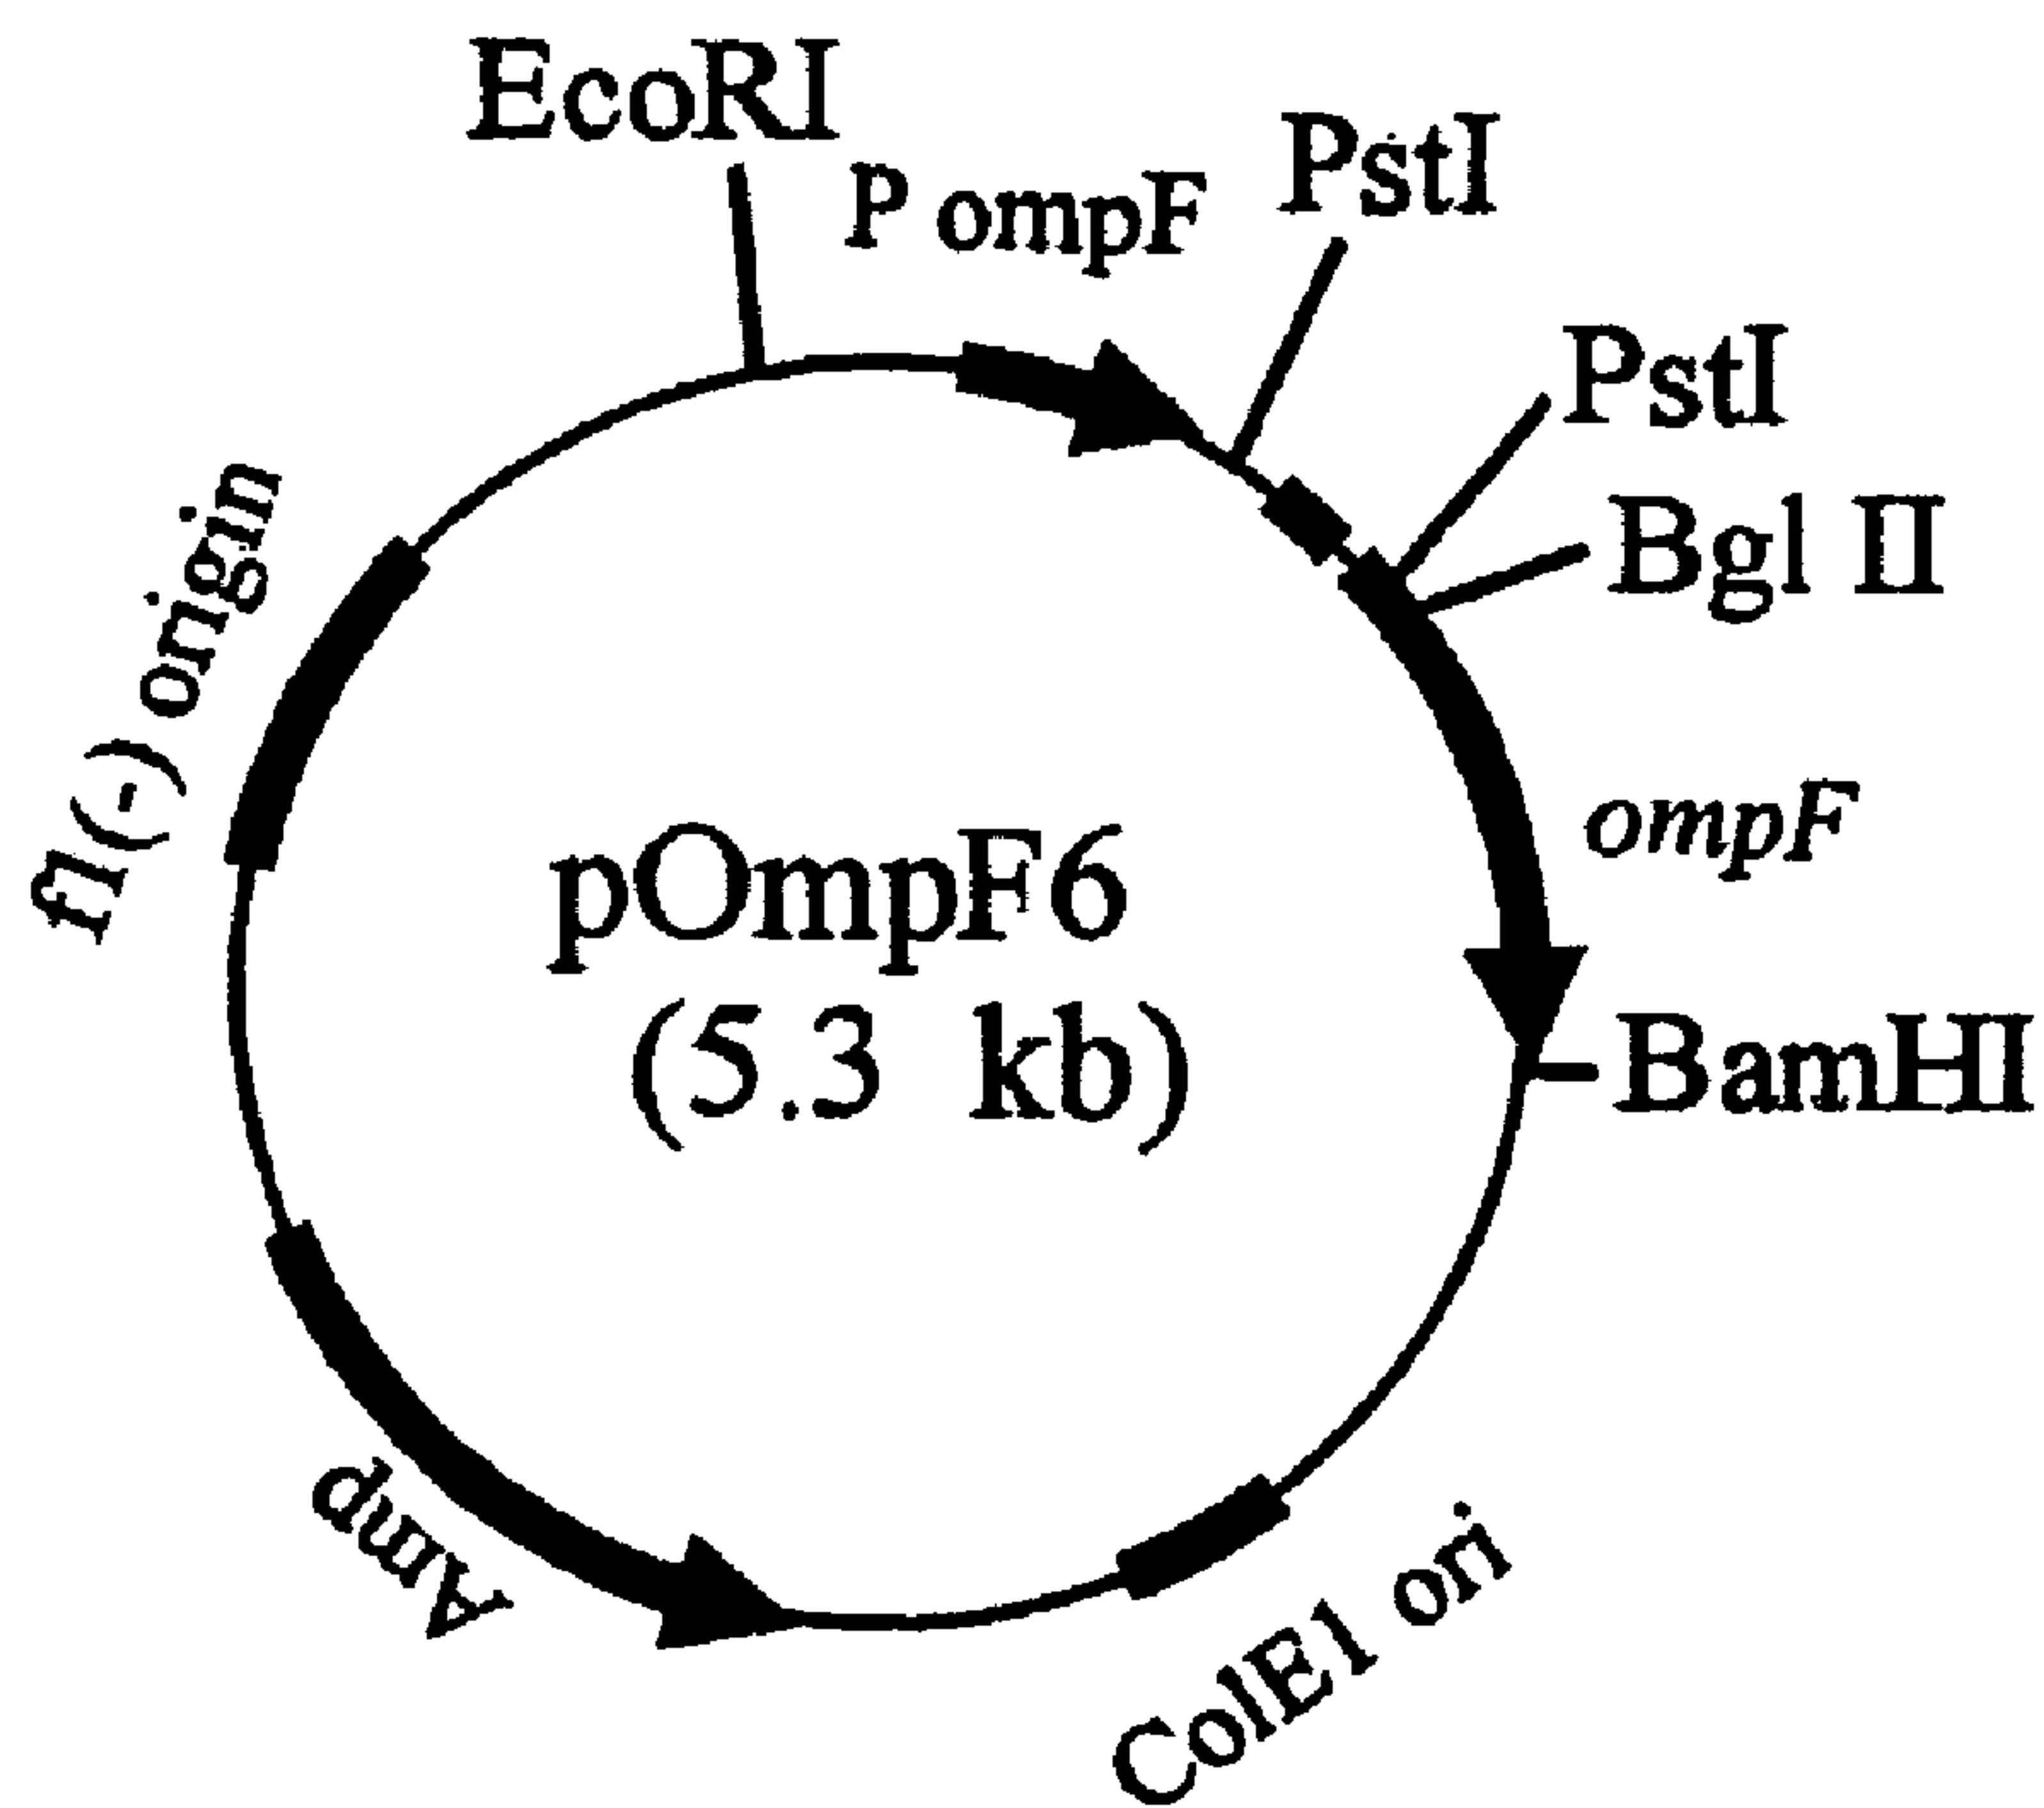 EcoRI
P ompF
PstI
PstI
Bgl II
ompF
BamHI
ColE1 ori
Amp
f1 (-) origin
pOmpF6
(5.3 kb)